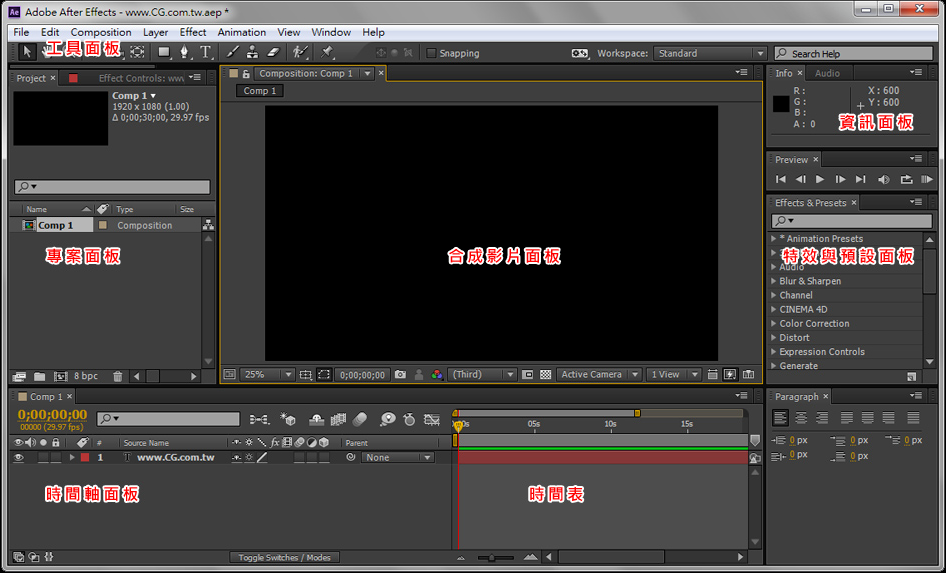 Ae Adobe After Effects - www.CG.com.tw.aep *
File Edit Composition Layer Effect Animation View Window Help
工具面板
T
Snapping
Workspace: Standard
Search Help
Project × Effect Controls: www
Composition: Comp 1 ×
Info × Audio
Comp 1
Comp 1
1920 x 1080 (1.00)
Δ 0;00;30;00, 29.97 fps
R :
G :
B :
A : 0
X : 600
Y : 600
資訊面板
Preview ×
Effects & Presets ×
Name Type Size
Comp 1 Composition
專案面板
合成影片面板
* Animation Presets
特效與預設面板
Audio
Blur & Sharpen
Channel
CINEMA 4D
Color Correction
Distort
Expression Controls
Generate
8 bpc
25% 0;00;00;00 (Third) Active Camera 1 View
Comp 1 ×
Paragraph ×
0;00;00;00
00000 (29.97 fps)
05s 10s 15s
# Source Name fx Parent
1 T www.CG.com.tw None
0 px 0 px 0 px
0 px 0 px
時間軸面板
時間表
Toggle Switches / Modes